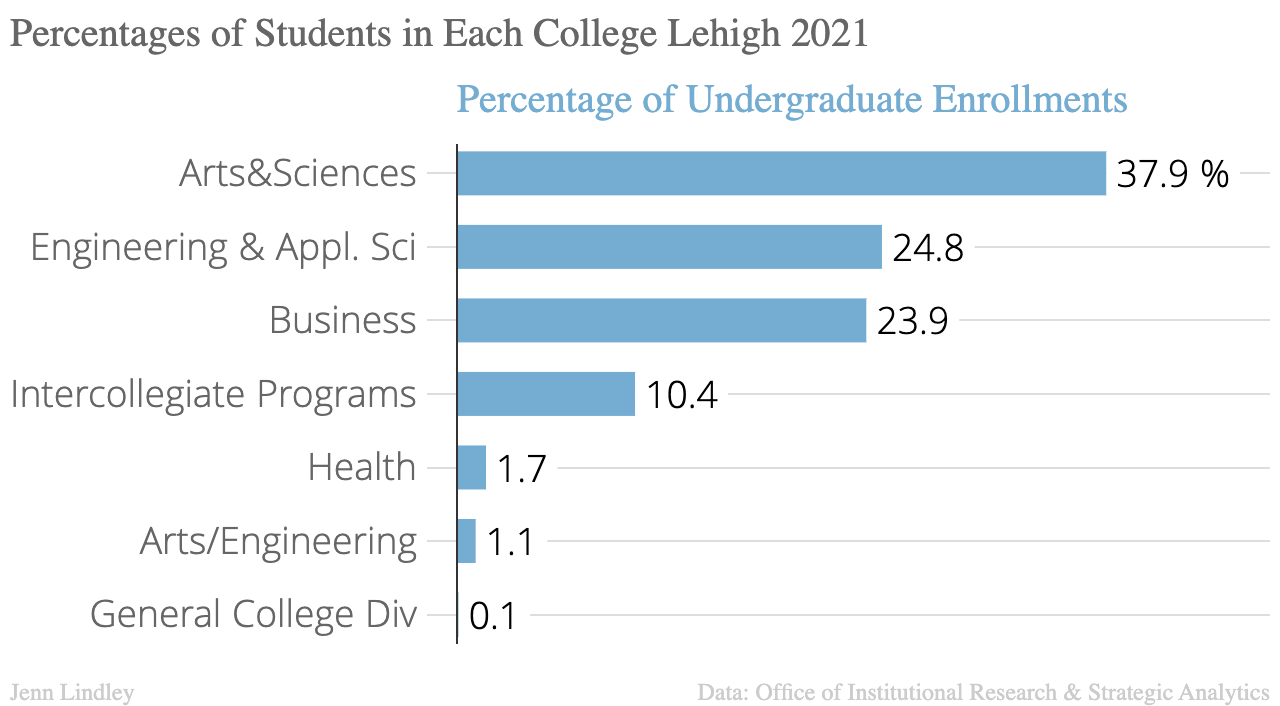 Percentages of Students in Each College Lehigh 2021
Percentage of Undergraduate Enrollments
Arts&Sciences 37.9 %
Engineering & Appl. Sci 24.8
Business 23.9
Intercollegiate Programs 10.4
Health 1.7
Arts/Engineering 1.1
General College Div 0.1
Jenn Lindley Data: Office of Institutional Research & Strategic Analytics